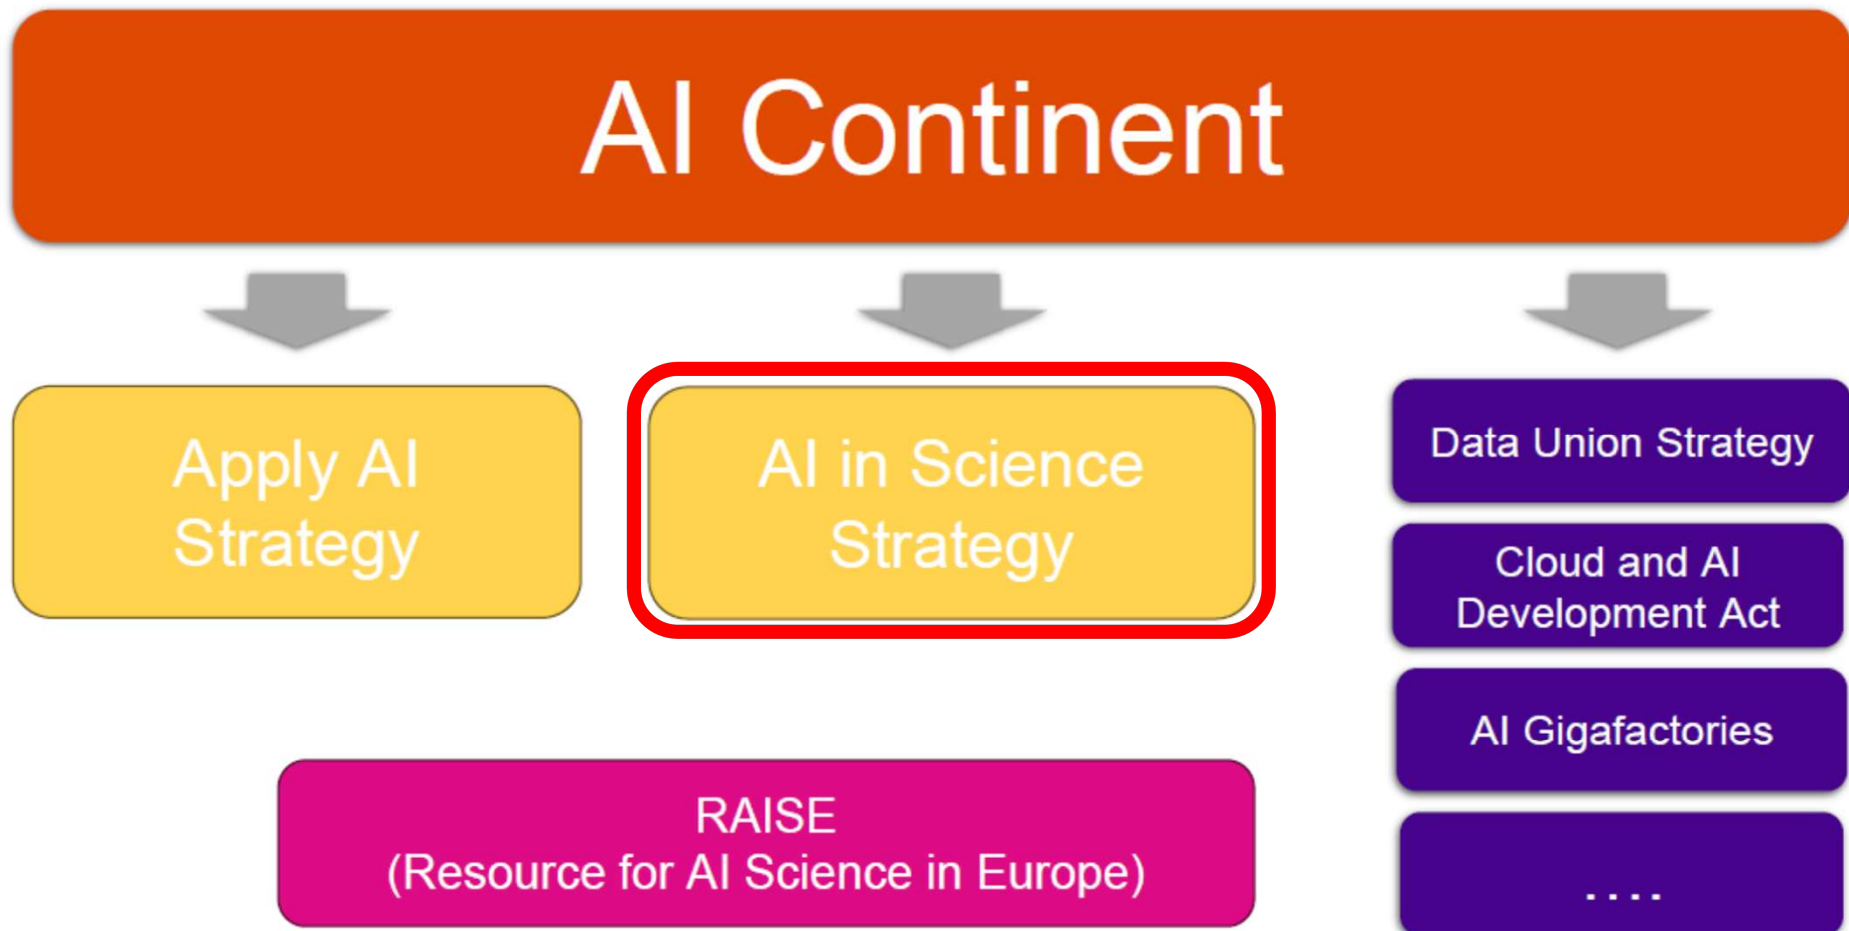 AI Continent
Apply AI
Strategy
AI in Science
Strategy
Data Union Strategy
Cloud and AI
Development Act
AI Gigafactories
....
RAISE
(Resource for AI Science in Europe)